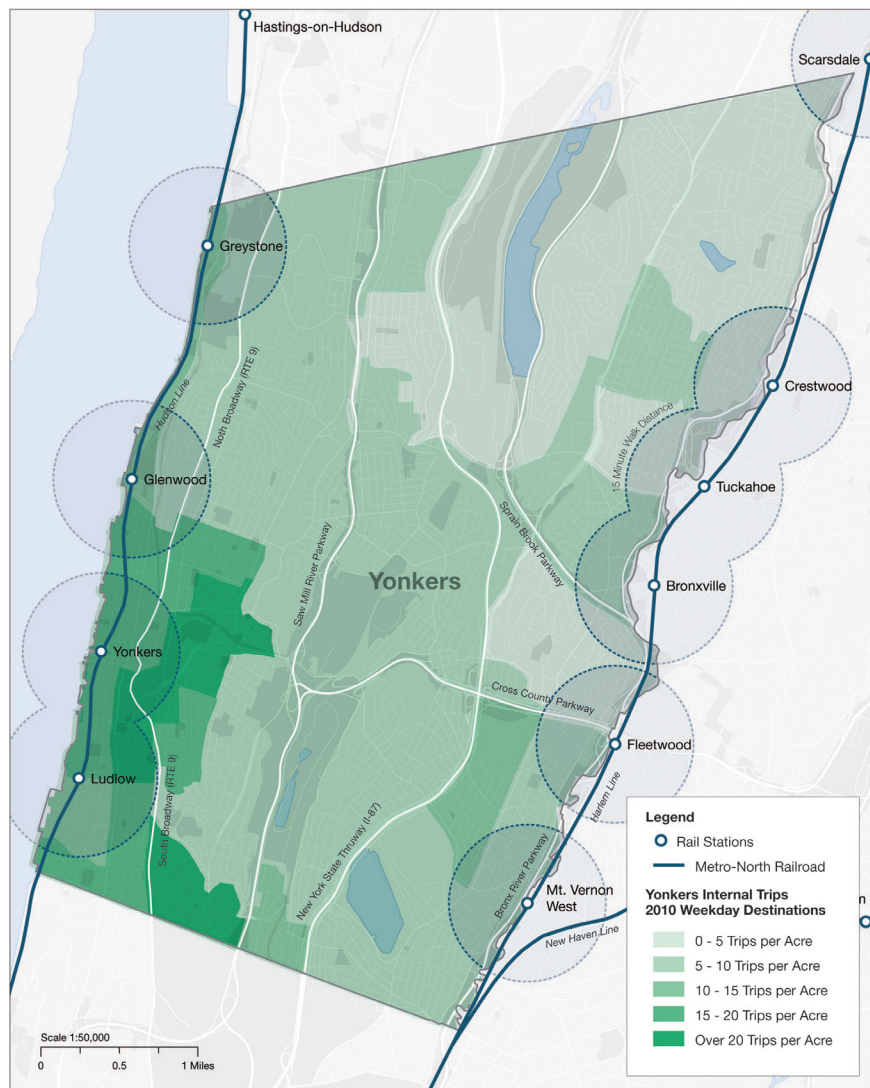 Hastings-on-Hudson
Scarsdale
Greystone
Noth Broadway (RTE 9)
Hudson Line
Crestwood
15 Minute Walk Distance
Glenwood
Tuckahoe
Sprain Brook Parkway
Saw Mill River Parkway
Yonkers
Bronxville
Yonkers
Cross County Parkway
Fleetwood
Ludlow
South Broadway (RTE 9)
Harlem Line
New York State Thruway (I-87)
Bronx River Parkway
Mt. Vernon
West
New Haven Line
Legend
Rail Stations
Metro-North Railroad
Yonkers Internal Trips
2010 Weekday Destinations
0 - 5 Trips per Acre
5 - 10 Trips per Acre
10 - 15 Trips per Acre
15 - 20 Trips per Acre
Over 20 Trips per Acre
Scale 1:50,000
0 0.5 1 Miles